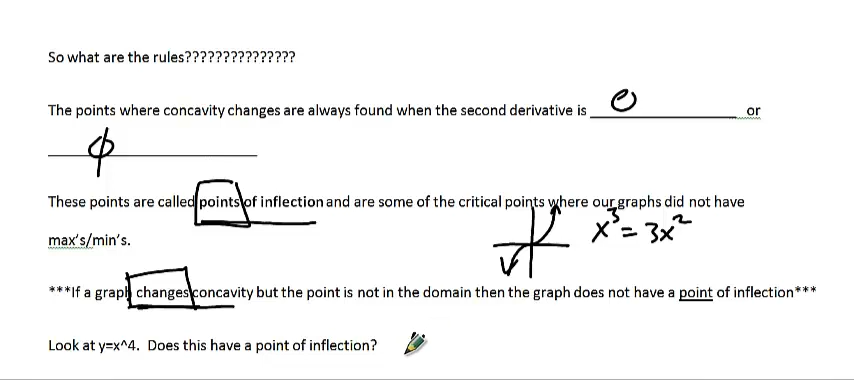 So what are the rules???????????????
The points where concavity changes are always found when the second derivative is 0 or
ϕ
These points are called points of inflection and are some of the critical points where our graphs did not have
x³ = 3x²
max's/min's.
***If a graph changes concavity but the point is not in the domain then the graph does not have a point of inflection***
Look at y=x^4. Does this have a point of inflection?